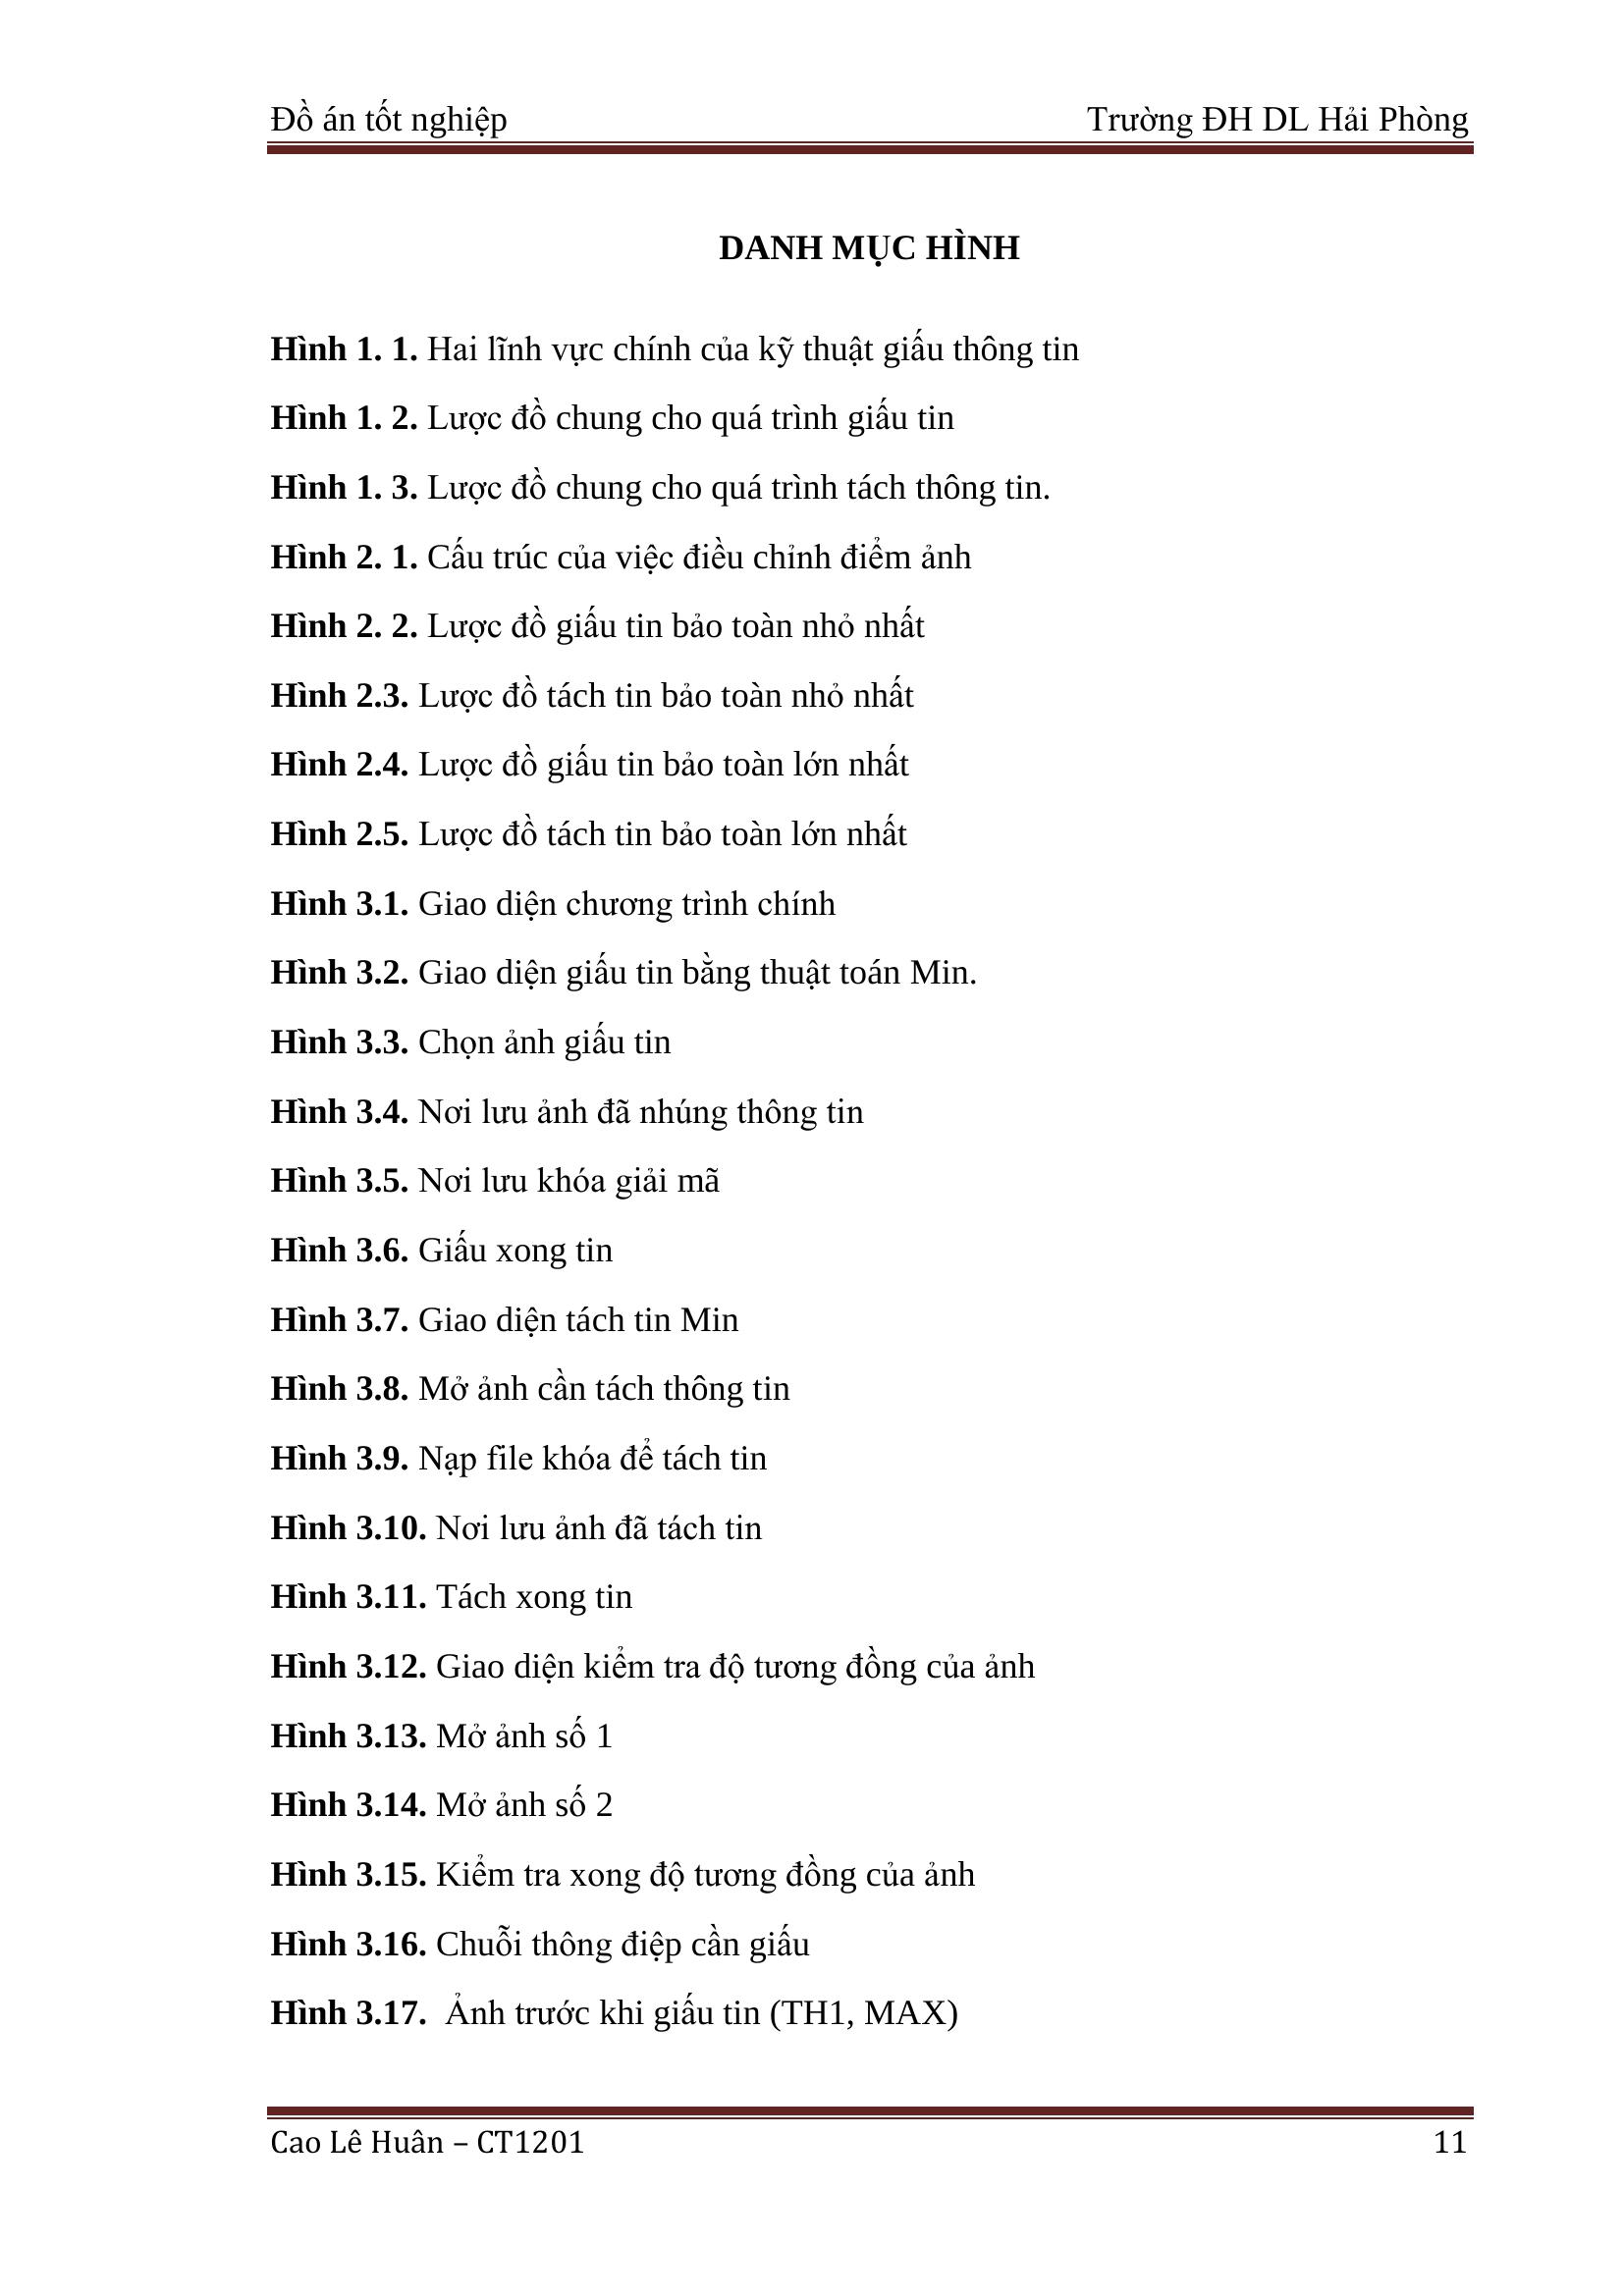 Đồ án tốt nghiệp Trường ĐH DL Hải Phòng
DANH MỤC HÌNH
Hình 1. 1. Hai lĩnh vực chính của kỹ thuật giấu thông tin
Hình 1. 2. Lược đồ chung cho quá trình giấu tin
Hình 1. 3. Lược đồ chung cho quá trình tách thông tin.
Hình 2. 1. Cấu trúc của việc điều chỉnh điểm ảnh
Hình 2. 2. Lược đồ giấu tin bảo toàn nhỏ nhất
Hình 2.3. Lược đồ tách tin bảo toàn nhỏ nhất
Hình 2.4. Lược đồ giấu tin bảo toàn lớn nhất
Hình 2.5. Lược đồ tách tin bảo toàn lớn nhất
Hình 3.1. Giao diện chương trình chính
Hình 3.2. Giao diện giấu tin bằng thuật toán Min.
Hình 3.3. Chọn ảnh giấu tin
Hình 3.4. Nơi lưu ảnh đã nhúng thông tin
Hình 3.5. Nơi lưu khóa giải mã
Hình 3.6. Giấu xong tin
Hình 3.7. Giao diện tách tin Min
Hình 3.8. Mở ảnh cần tách thông tin
Hình 3.9. Nạp file khóa để tách tin
Hình 3.10. Nơi lưu ảnh đã tách tin
Hình 3.11. Tách xong tin
Hình 3.12. Giao diện kiểm tra độ tương đồng của ảnh
Hình 3.13. Mở ảnh số 1
Hình 3.14. Mở ảnh số 2
Hình 3.15. Kiểm tra xong độ tương đồng của ảnh
Hình 3.16. Chuỗi thông điệp cần giấu
Hình 3.17. Ảnh trước khi giấu tin (TH1, MAX)
Cao Lê Huân – CT1201 11